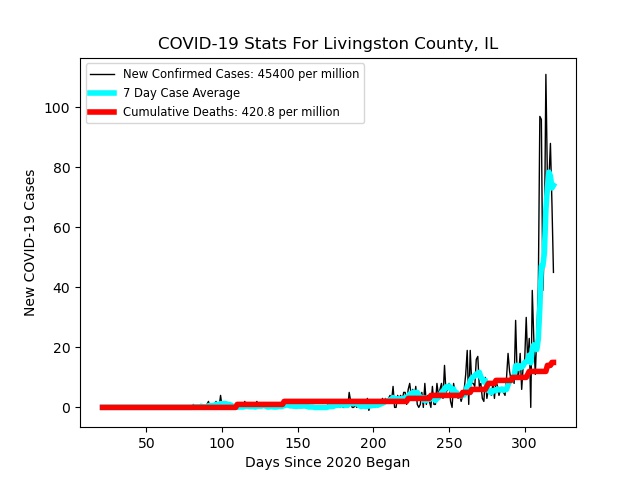 COVID-19 Stats For Livingston County, IL
New Confirmed Cases: 45400 per million
7 Day Case Average
Cumulative Deaths: 420.8 per million
New COVID-19 Cases
100
80
60
40
20
0
50 100 150 200 250 300
Days Since 2020 Began